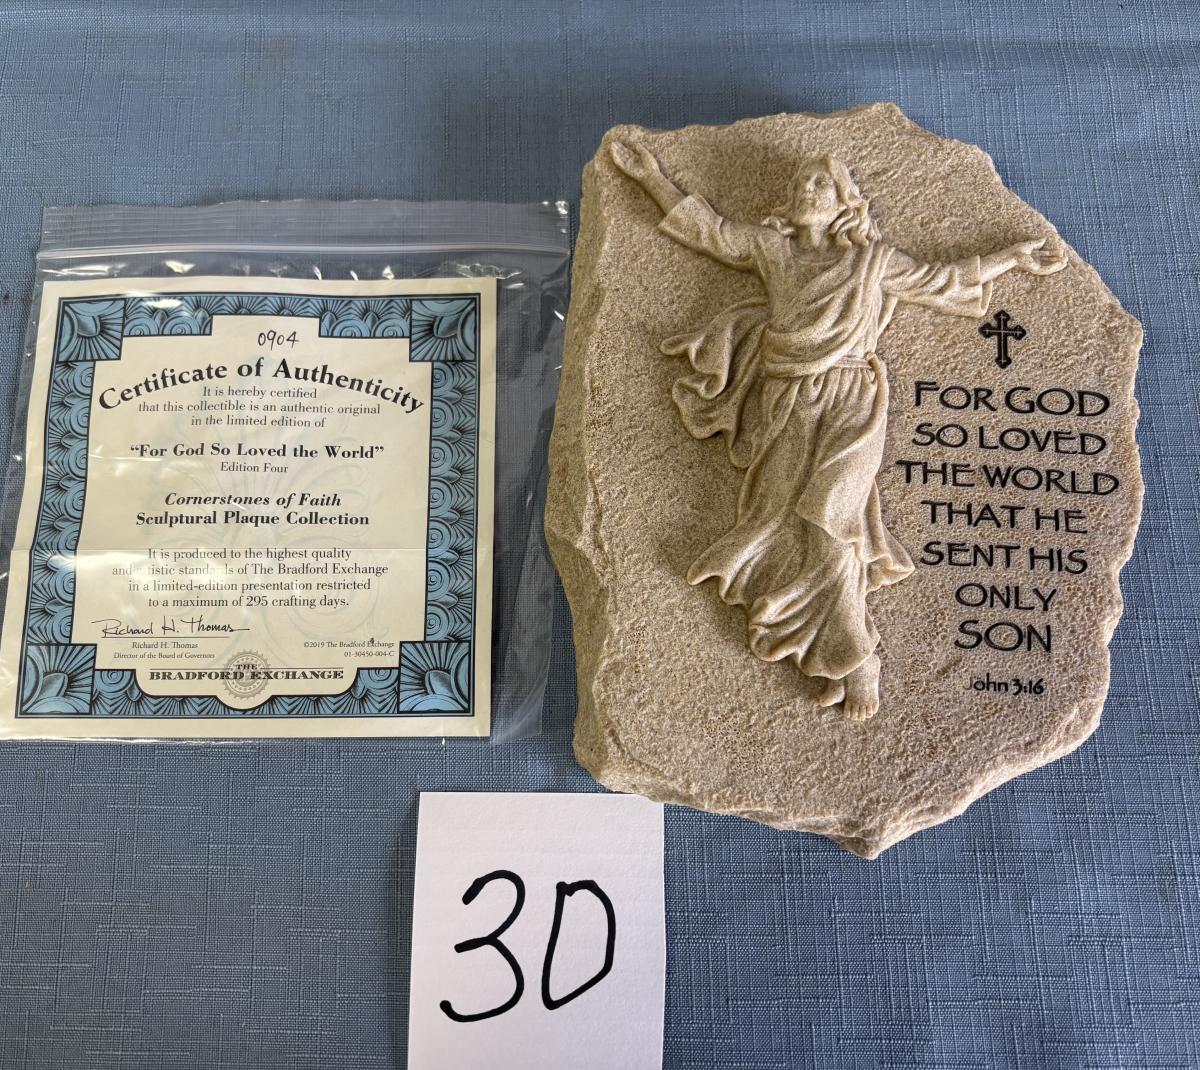 0904
Certificate of Authenticity
It is hereby certified
that this collectible is an authentic original
in the limited edition of
“For God So Loved the World”
Edition Four
Cornerstones of Faith
Sculptural Plaque Collection
It is produced to the highest quality
and artistic standards of The Bradford Exchange
in a limited-edition presentation restricted
to a maximum of 295 crafting days.
Richard H. Thomas
Richard H. Thomas
Director of the Board of Governors
©2019 The Bradford Exchange
01-30450-004-C
THE
BRADFORD EXCHANGE
FOR GOD
SO LOVED
THE WORLD
THAT HE
SENT HIS
ONLY
SON
John 3:16
30